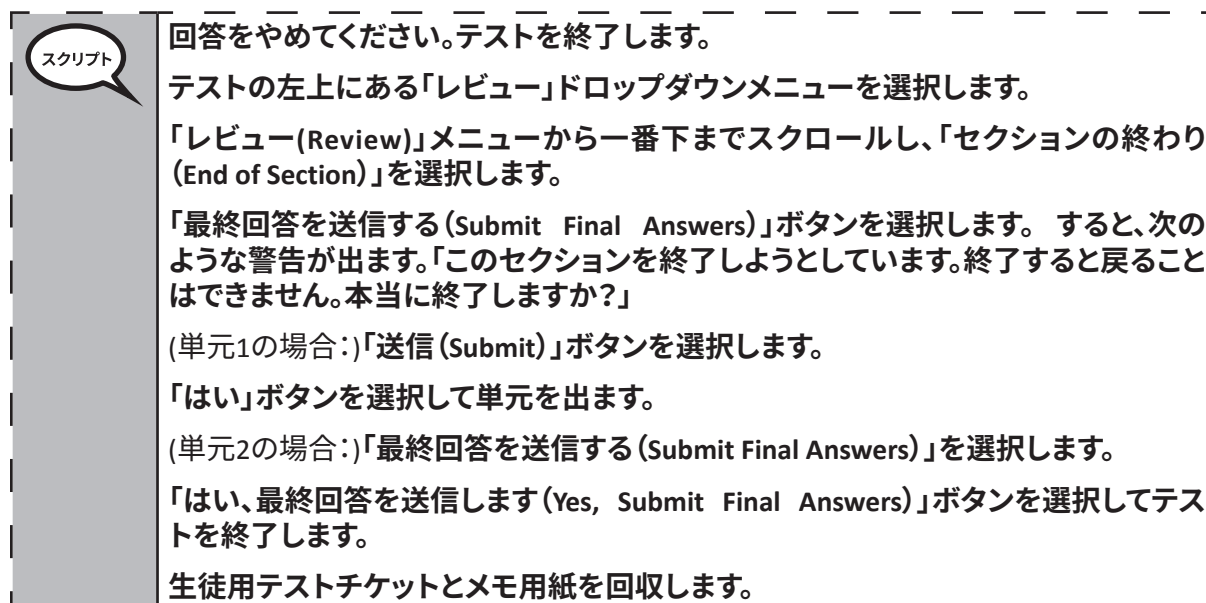 スクリプト
回答をやめてください。テストを終了します。
テストの左上にある「レビュー」ドロップダウンメニューを選択します。
「レビュー(Review)」メニューから一番下までスクロールし、「セクションの終わり
（End of Section）」を選択します。
「最終回答を送信する（Submit Final Answers）」ボタンを選択します。 すると、次の
ような警告が出ます。「このセクションを終了しようとしています。終了すると戻ること
はできません。本当に終了しますか？」
(単元1の場合：)「送信（Submit）」ボタンを選択します。
「はい」ボタンを選択して単元を出ます。
(単元2の場合：)「最終回答を送信する（Submit Final Answers）」を選択します。
「はい、最終回答を送信します（Yes, Submit Final Answers）」ボタンを選択してテス
トを終了します。
生徒用テストチケットとメモ用紙を回収します。